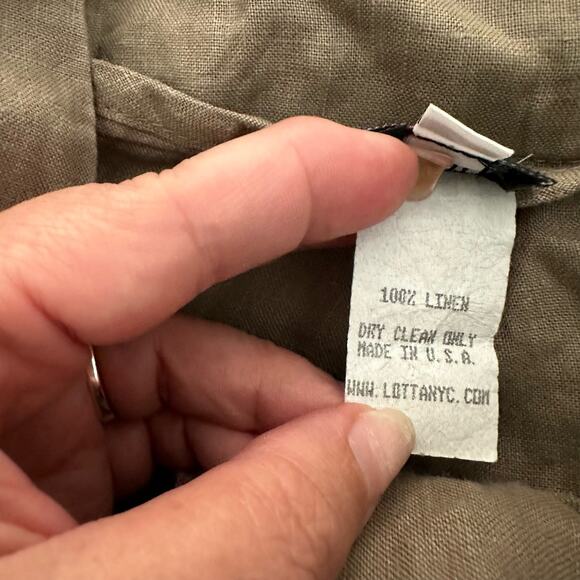 100% LINEN
DRY CLEAN ONLY
MADE IN U.S.A.
WWW.LOTTANYC.COM